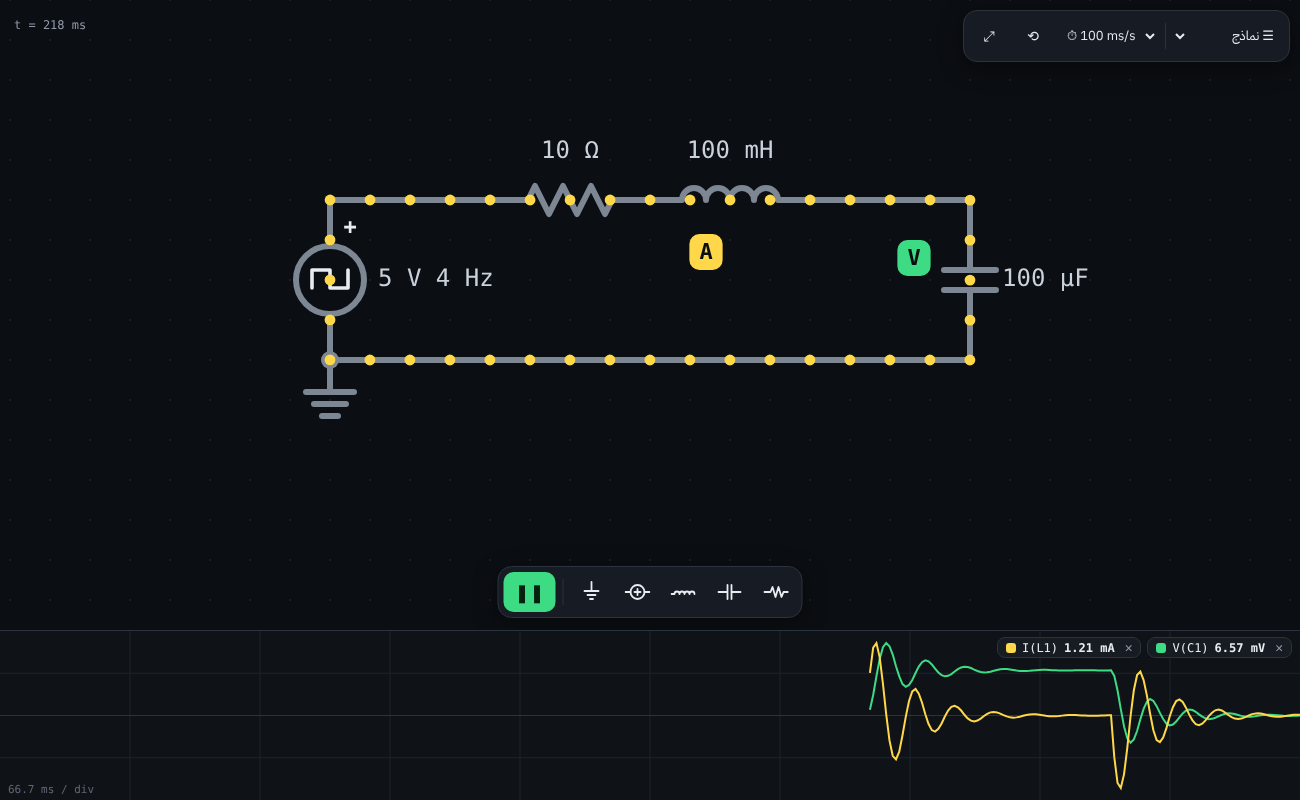 t = 218 ms
⏱ 100 ms/s
☰ نماذج
10 Ω
100 mH
+
5 V 4 Hz
A
V
100 µF
I(L1) 1.21 mA ×
V(C1) 6.57 mV ×
66.7 ms / div